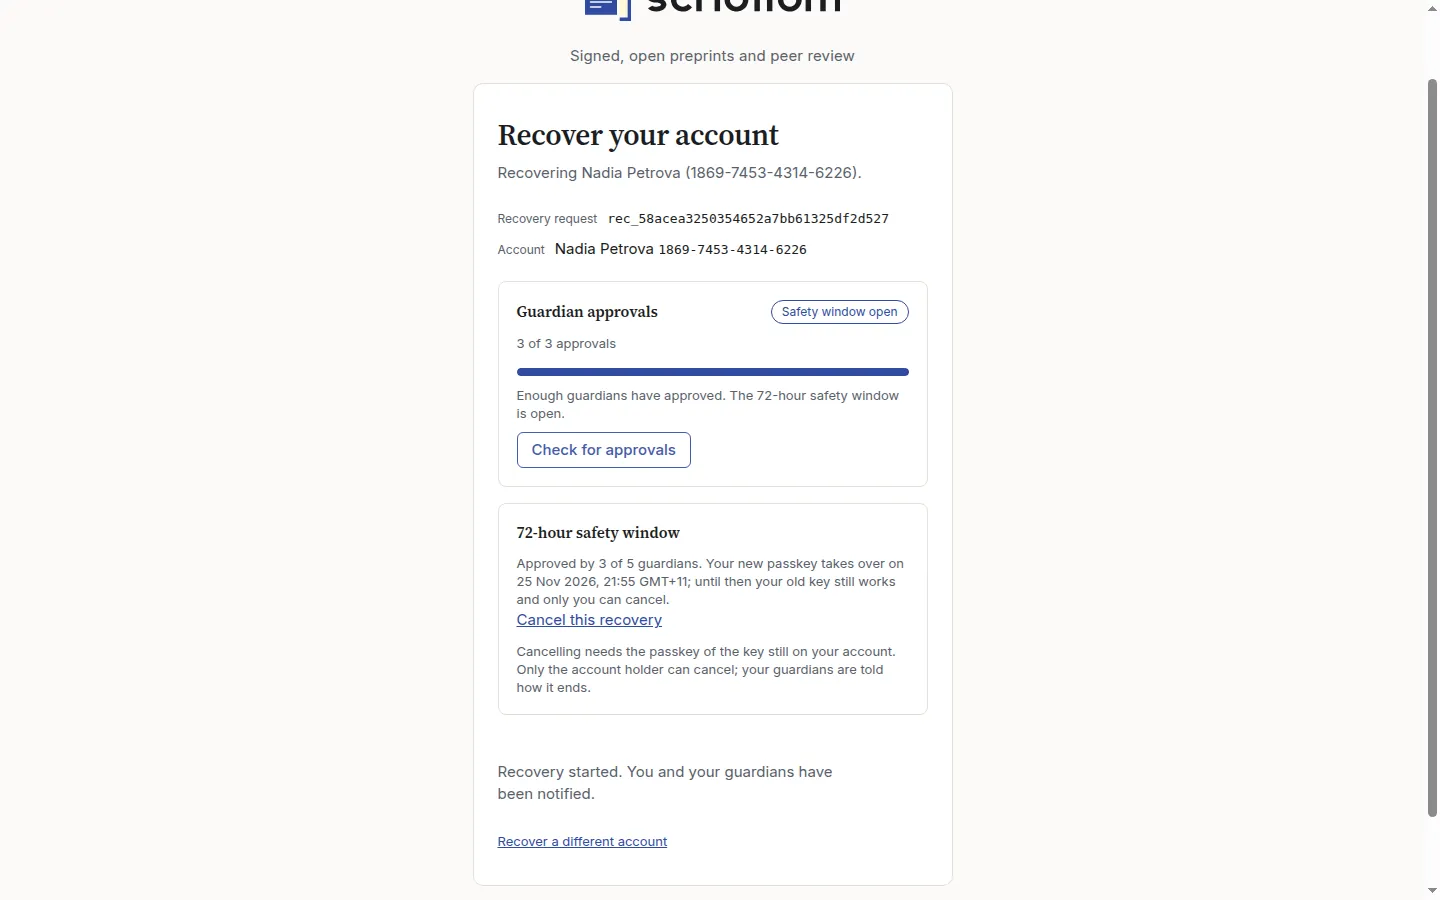 Signed, open preprints and peer review
Recover your account
Recovering Nadia Petrova (1869-7453-4314-6226).
Recovery request rec_58acea3250354652a7bb61325df2d527
Account Nadia Petrova 1869-7453-4314-6226
Guardian approvals
Safety window open
3 of 3 approvals
Enough guardians have approved. The 72-hour safety window
is open.
Check for approvals
72-hour safety window
Approved by 3 of 5 guardians. Your new passkey takes over on
25 Nov 2026, 21:55 GMT+11; until then your old key still works
and only you can cancel.
Cancel this recovery
Cancelling needs the passkey of the key still on your account.
Only the account holder can cancel; your guardians are told
how it ends.
Recovery started. You and your guardians have
been notified.
Recover a different account